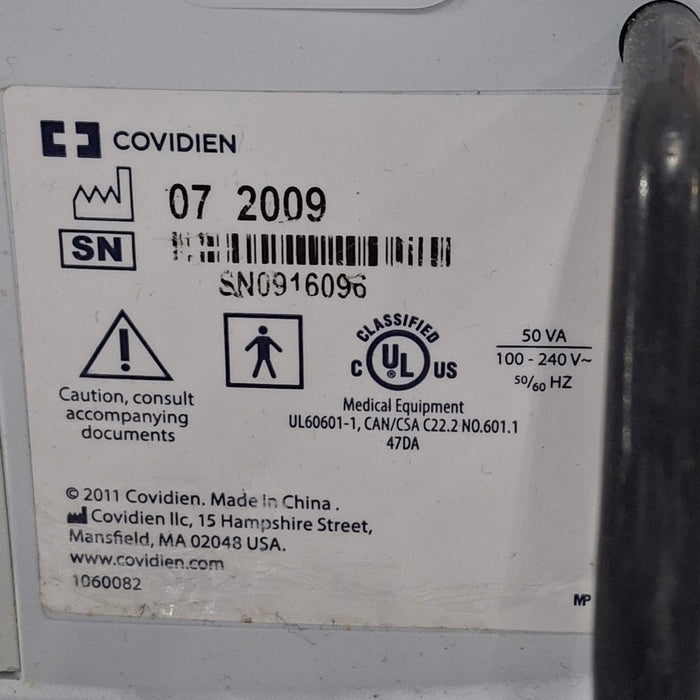 COVIDIEN
07 2009
SN
SN0916096
CLASSIFIED
C UL US
®
50 VA
100 - 240 V~
50/60 HZ
Caution, consult
accompanying
documents
Medical Equipment
UL60601-1, CAN/CSA C22.2 NO.601.1
47DA
© 2011 Covidien. Made in China .
Covidien llc, 15 Hampshire Street,
Mansfield, MA 02048 USA.
www.covidien.com
1060082
MP